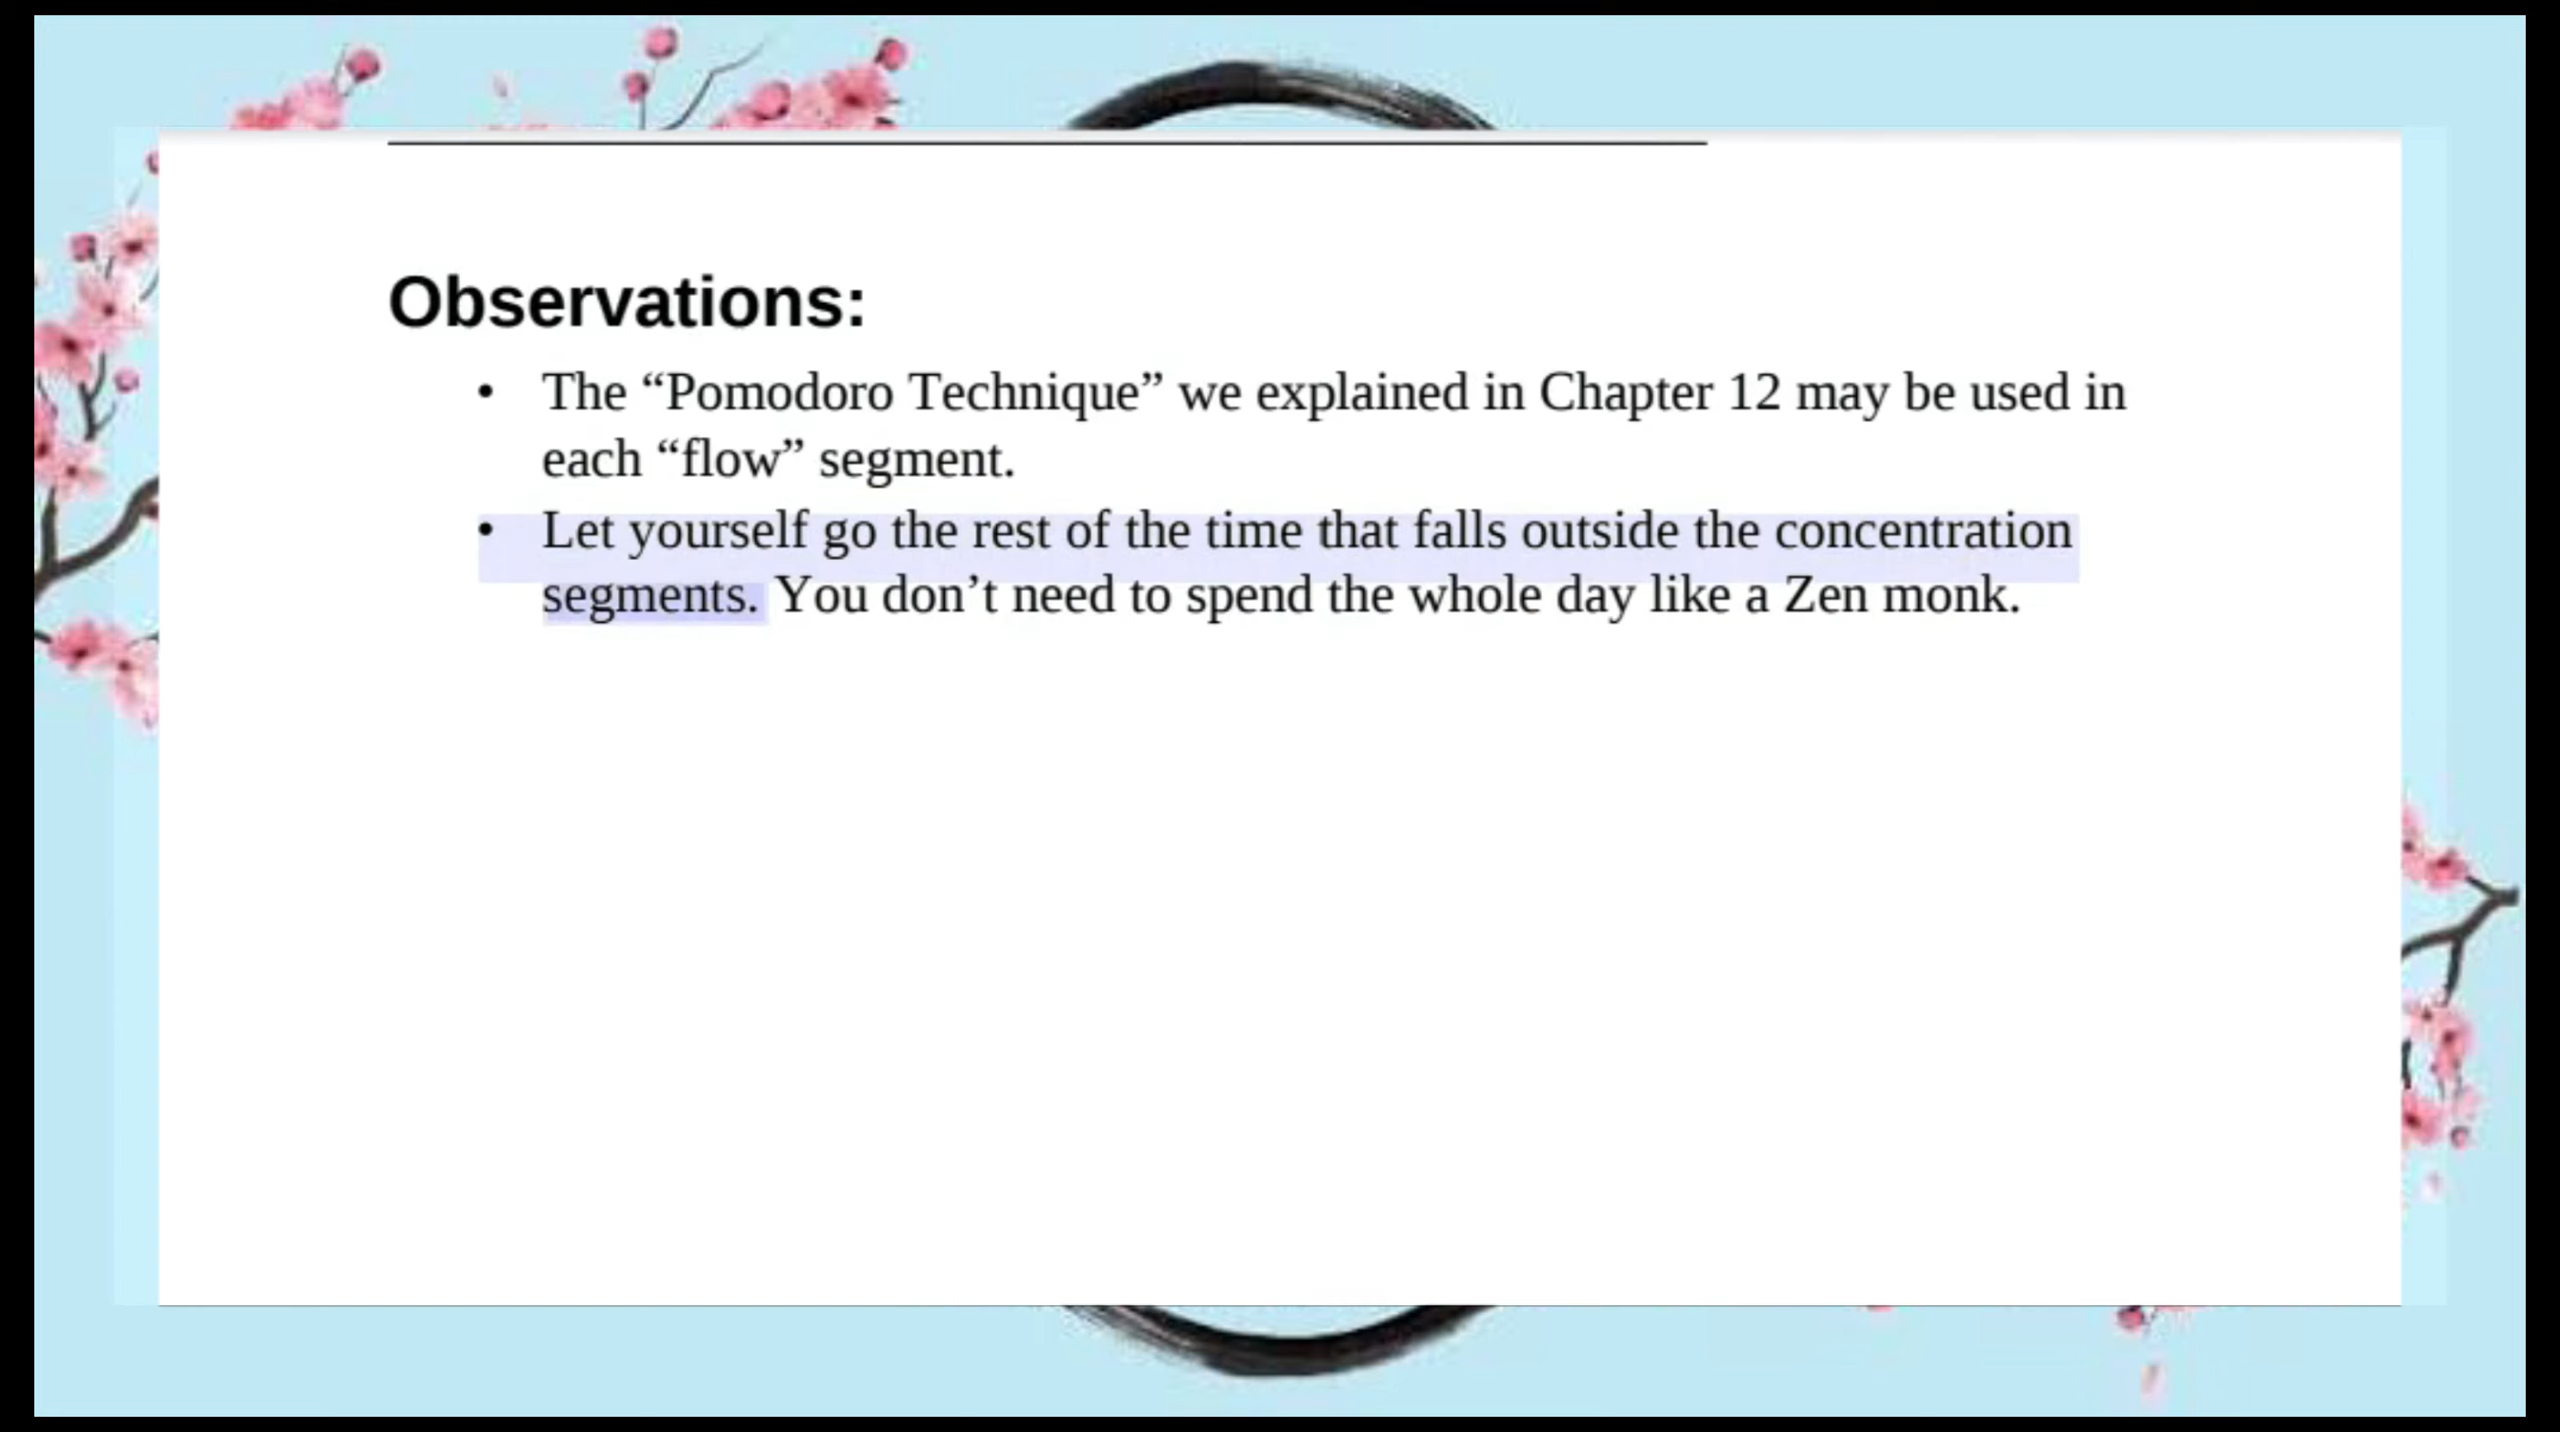 Observations:
• The “Pomodoro Technique” we explained in Chapter 12 may be used in
each “flow” segment.
• Let yourself go the rest of the time that falls outside the concentration
segments. You don’t need to spend the whole day like a Zen monk.